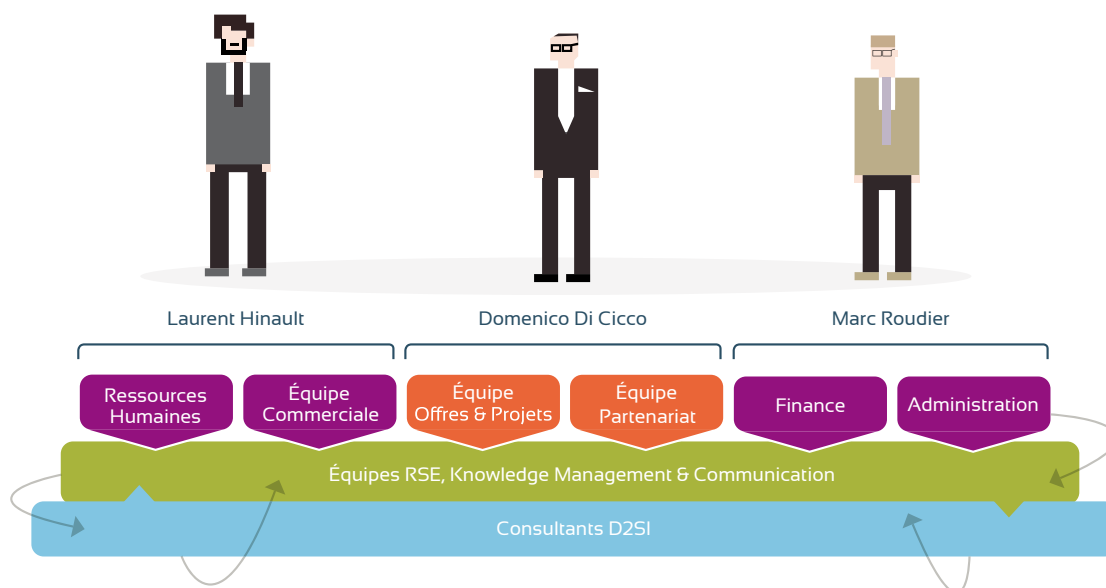 Laurent Hinault
Domenico Di Cicco
Marc Roudier
Ressources
Humaines
Équipe
Commerciale
Équipe
Offres & Projets
Équipe
Partenariat
Finance
Administration
Équipes RSE, Knowledge Management & Communication
Consultants D2SI